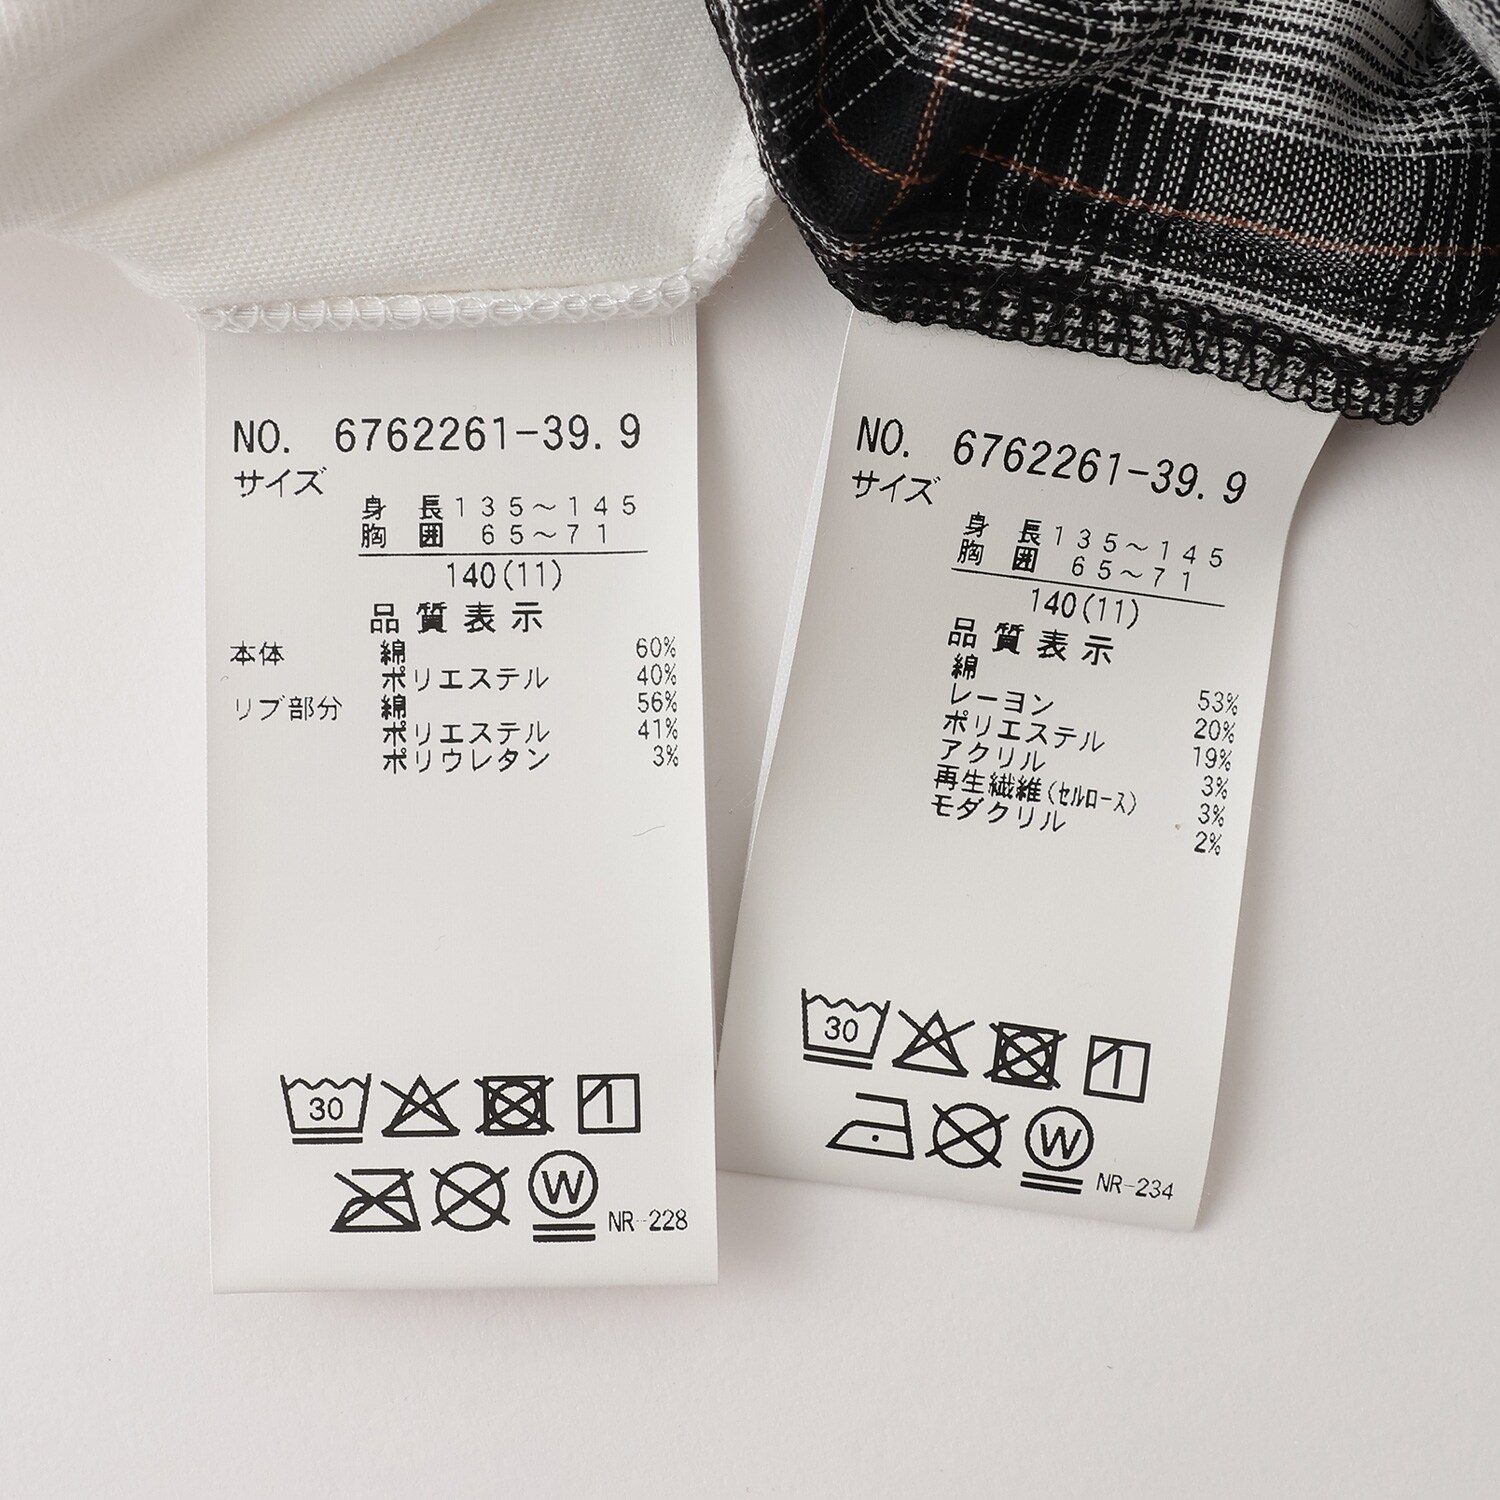 NO. 6762261-39.9
サイズ
身 長 135～145
胸 囲 65～71
140(11)
品質表示
本体 綿 60%
ポリエステル 40%
リブ部分 綿 56%
ポリエステル 41%
ポリウレタン 3%
30
1
W NR-228
NO. 6762261-39.9
サイズ
身 長 135～145
胸 囲 65～71
140(11)
品質表示
綿 53%
レーヨン 20%
ポリエステル 19%
アクリル 3%
再生繊維(セルロース) 3%
モダクリル 2%
30
1
W NR-234